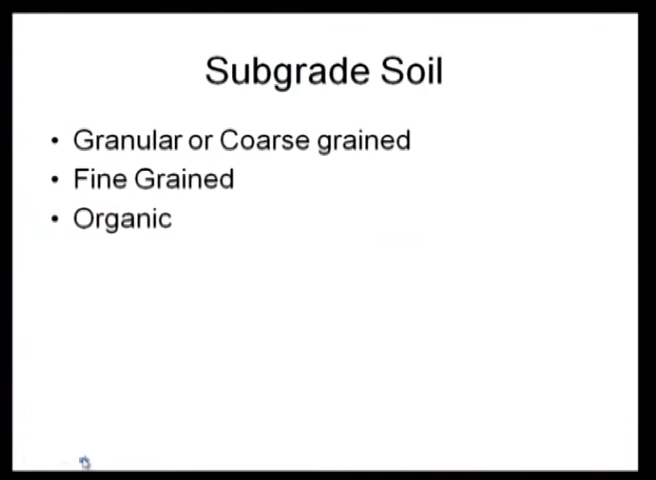 Subgrade Soil
• Granular or Coarse grained
• Fine Grained
• Organic